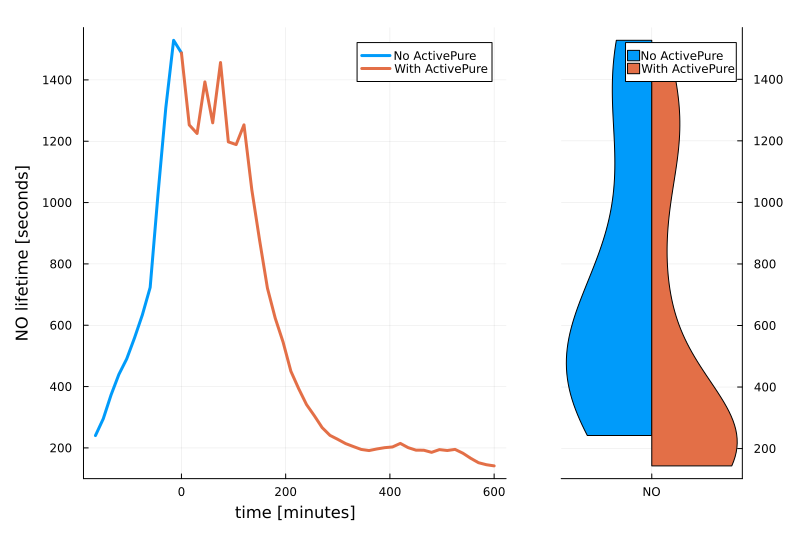 No ActivePure
With ActivePure
1400
1200
1000
800
600
400
200
NO lifetime [seconds]
0
200
400
600
time [minutes]
No ActivePure
With ActivePure
1400
1200
1000
800
600
400
200
NO